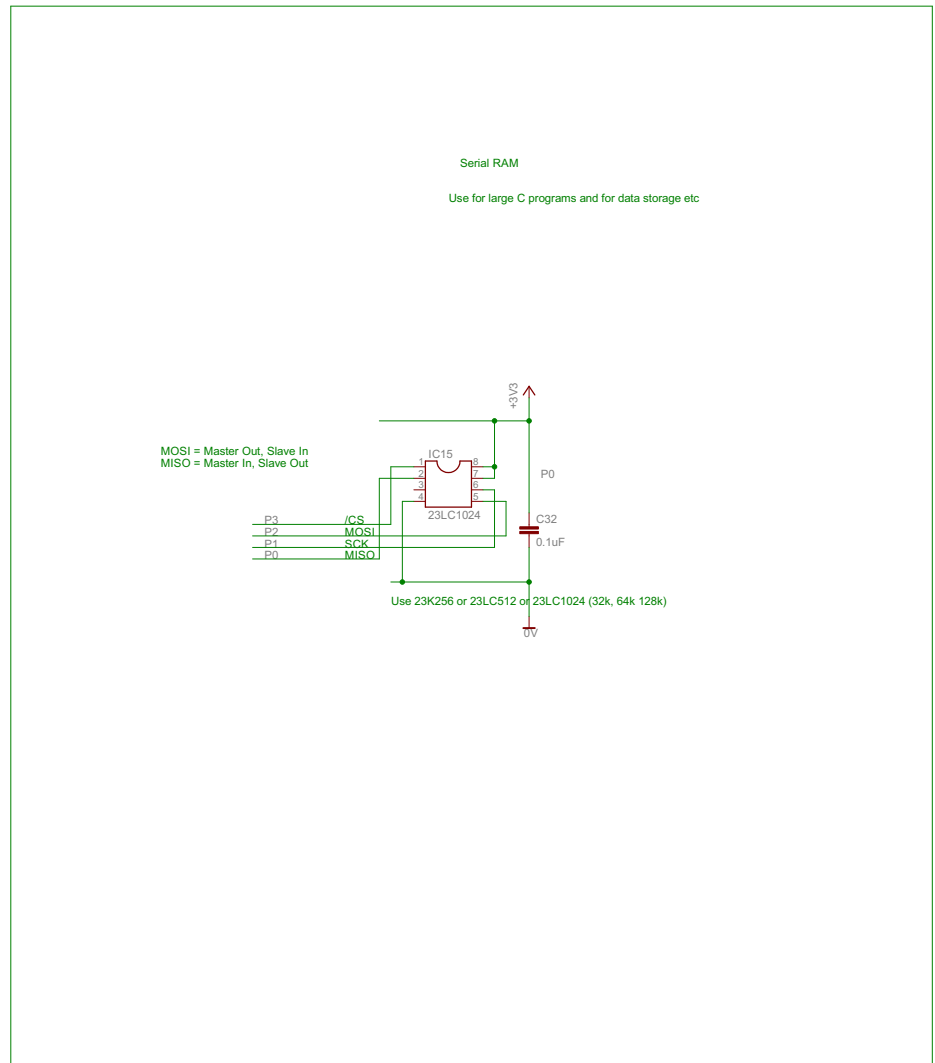 Serial RAM
Use for large C programs and for data storage etc
+3V3
MOSI = Master Out, Slave In
MISO = Master In, Slave Out
IC15
1 8
2 7
3 6
4 5
23LC1024
P0
C32
0.1uF
P3 /CS
P2 MOSI
P1 SCK
P0 MISO
Use 23K256 or 23LC512 or 23LC1024 (32k, 64k 128k)
0V